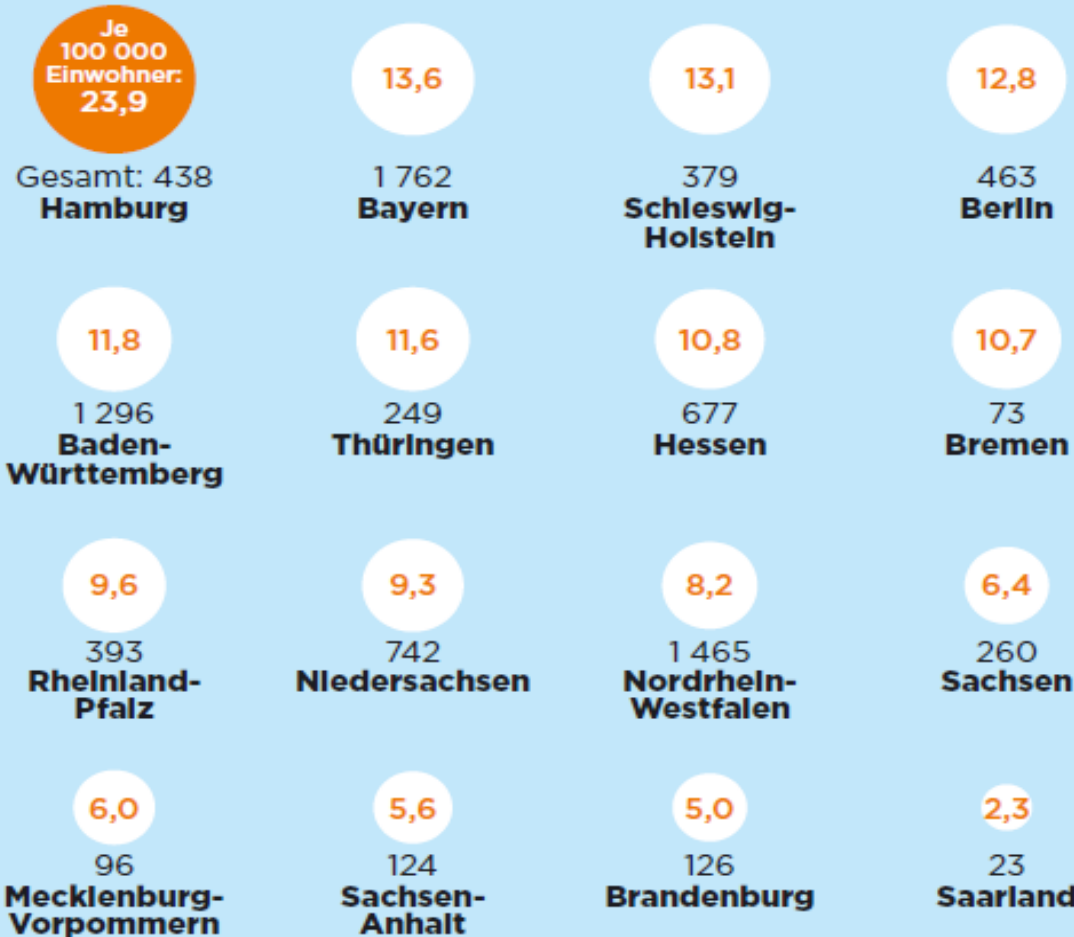 Je
100 000
Einwohner:
23,9
Gesamt: 438
Hamburg
13,6
1 762
Bayern
13,1
379
Schleswig-
Holstein
12,8
463
Berlin
11,8
1 296
Baden-
Württemberg
11,6
249
Thüringen
10,8
677
Hessen
10,7
73
Bremen
9,6
393
Rheinland-
Pfalz
9,3
742
Niedersachsen
8,2
1 465
Nordrhein-
Westfalen
6,4
260
Sachsen
6,0
96
Mecklenburg-
Vorpommern
5,6
124
Sachsen-
Anhalt
5,0
126
Brandenburg
2,3
23
Saarland